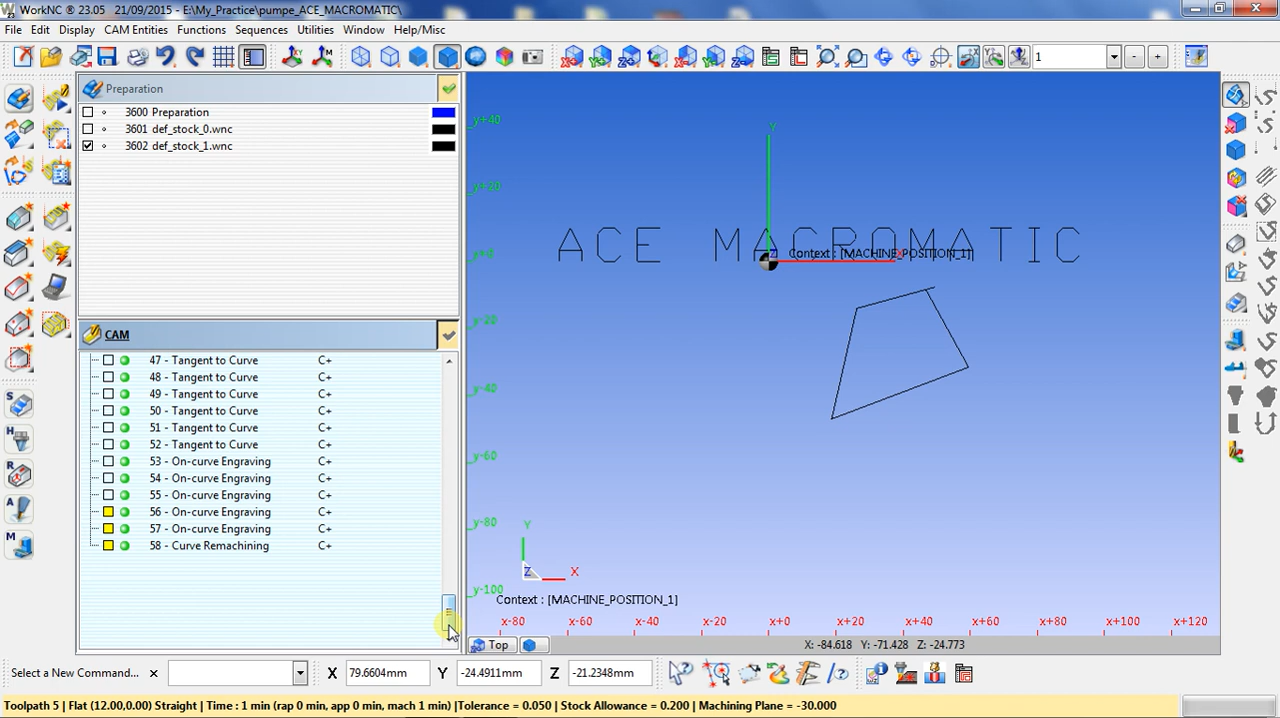 WorkNC ® 23.05 21/09/2015 - E:\My_Practice\pumpe_ACE_MACROMATIC\
File Edit Display CAM Entities Functions Sequences Utilities Window Help/Misc
1
Preparation
3600 Preparation
3601 def_stock_0.wnc
3602 def_stock_1.wnc
CAM
47 - Tangent to Curve C+
48 - Tangent to Curve C+
49 - Tangent to Curve C+
50 - Tangent to Curve C+
51 - Tangent to Curve C+
52 - Tangent to Curve C+
53 - On-curve Engraving C+
54 - On-curve Engraving C+
55 - On-curve Engraving C+
56 - On-curve Engraving C+
57 - On-curve Engraving C+
58 - Curve Remachining C+
S
H
R
A
M
y+40
y+20
y+0
y-20
y-40
y-60
y-80
y-100
Y
ACE MACROMATIC
Z Context : [MACHINE_POSITION_1]
Y
Z X
Context : [MACHINE_POSITION_1]
x-80 x-60 x-40 x-20 x+0 x+20 x+40 x+60 x+80 x+100 x+120
Top
X: -84.618 Y: -71.428 Z: -24.773
Select a New Command... X 79.6604mm Y -24.4911mm Z -21.2348mm
Toolpath 5 | Flat (12.00,0.00) Straight | Time : 1 min (rap 0 min, app 0 min, mach 1 min) |Tolerance = 0.050 | Stock Allowance = 0.200 | Machining Plane = -30.000